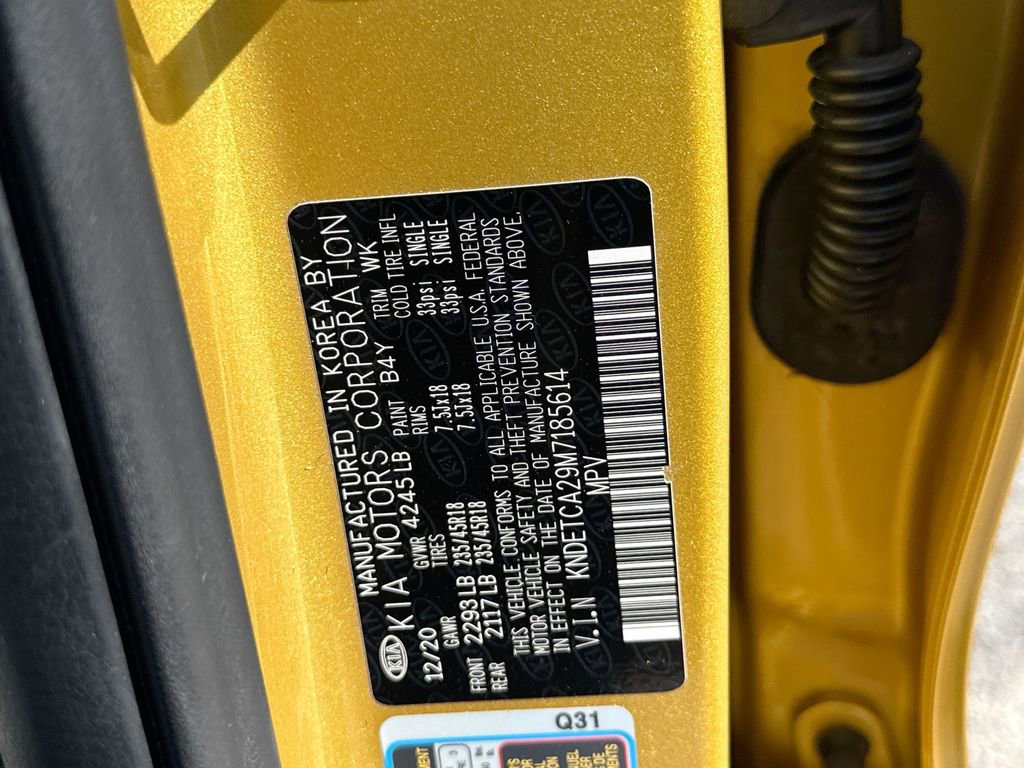 MANUFACTURED IN KOREA BY
KIA KIA MOTORS CORPORATION
12/20 GVWR 4245LB PAINT B4Y TRIM WK
GAWR TIRES RIMS COLD TIRE INFL
FRONT 2293LB 235/45R18 7.5Jx18 33psi SINGLE
REAR 2117LB 235/45R18 7.5Jx18 33psi SINGLE
THIS VEHICLE CONFORMS TO ALL APPLICABLE U.S.A. FEDERAL
MOTOR VEHICLE SAFETY AND THEFT PREVENTION STANDARDS
IN EFFECT ON THE DATE OF MANUFACTURE SHOWN ABOVE.
V.I.N KNDETCA29M7185614
MPV
Q31